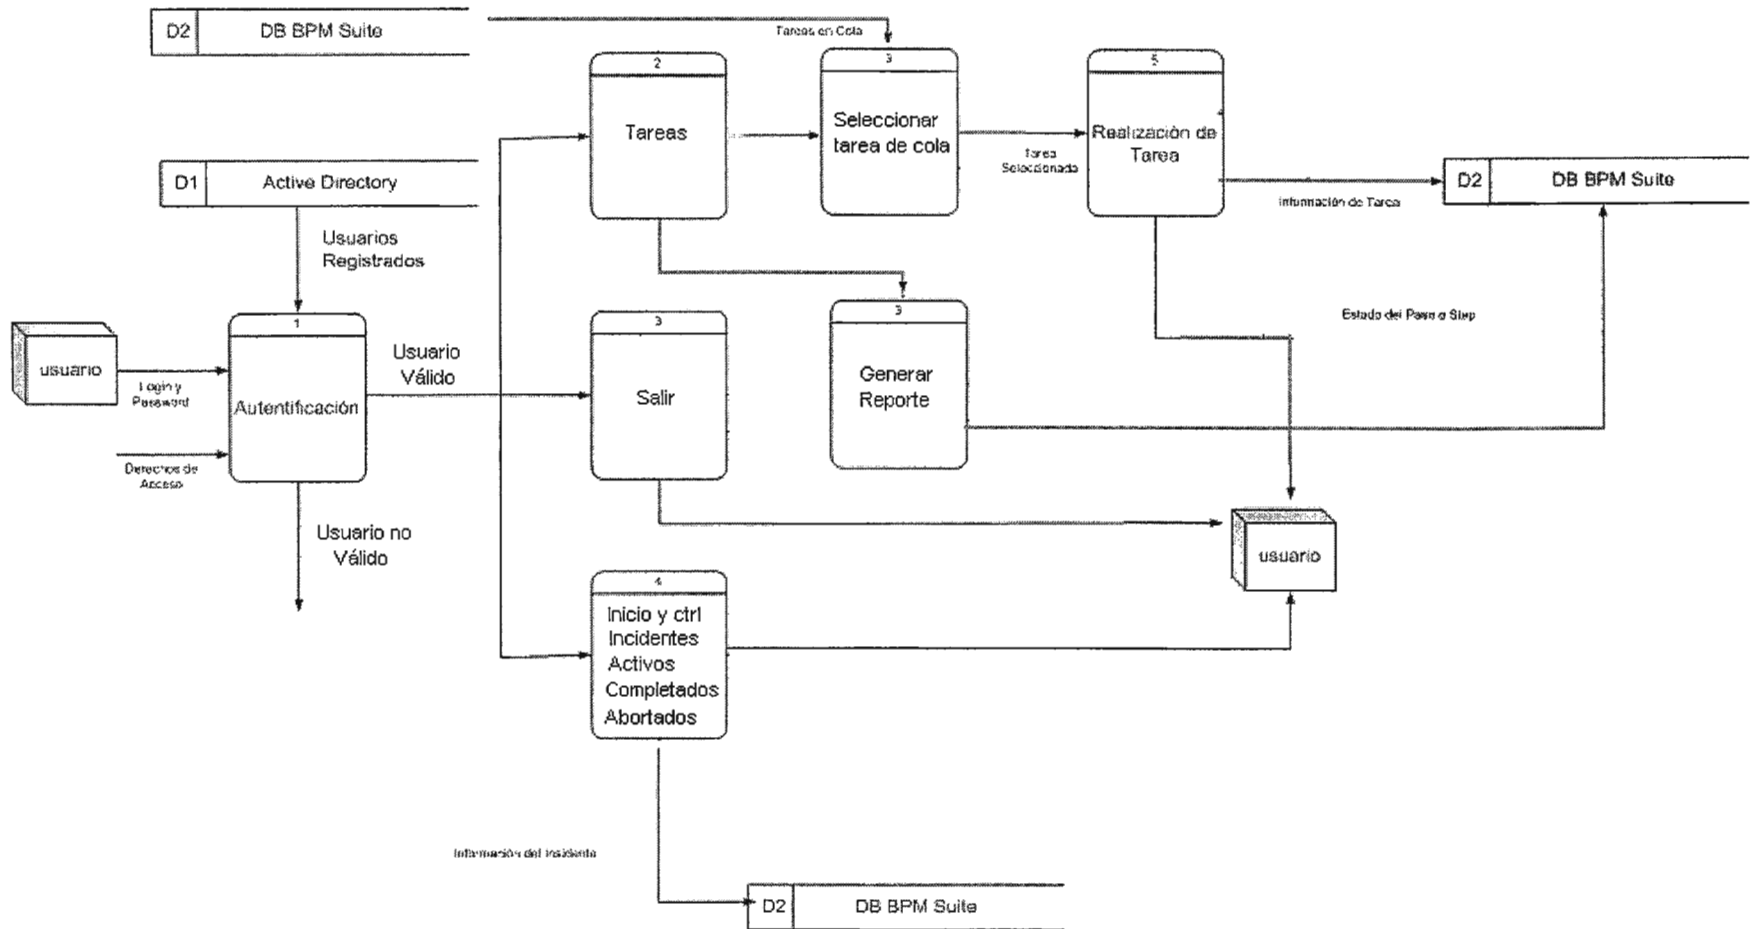 D2 DB BPM Suite
Tareas en Cola
2
3
5
Tareas
Seleccionar
tarea de cola
Realización de
Tarea
Tarea
Seleccionada
D1 Active Directory
D2 DB BPM Suite
Información de Tarea
Usuarios
Registrados
1
3
3
Estado del Paso o Step
usuario
Login y
Password
Autentificación
Usuario
Válido
Salir
Generar
Reporte
Derechos de
Acceso
Usuario no
Válido
usuario
4
Inicio y ctrl
Incidentes
Activos
Completados
Abortados
Información del Insidente
D2 DB BPM Suite